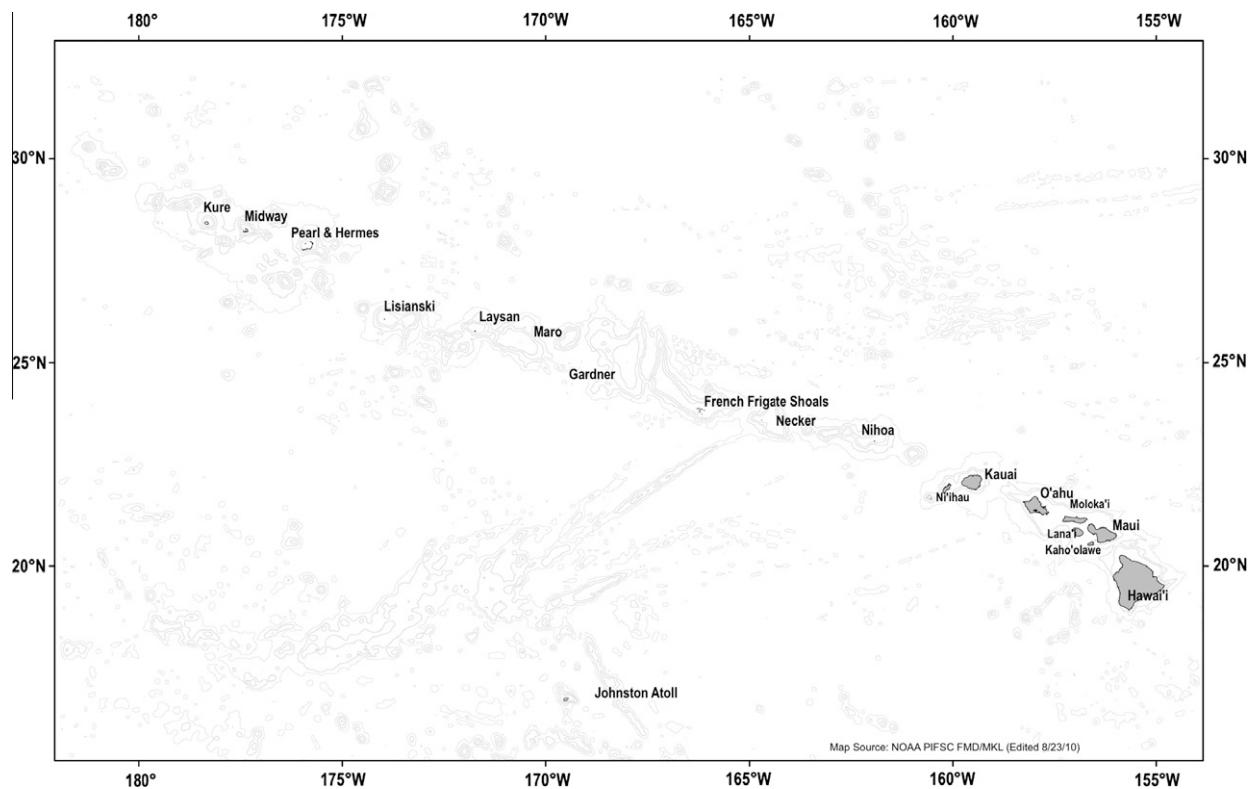 180° 175°W 170°W 165°W 160°W 155°W
30°N 30°N
Kure
Midway
Pearl & Hermes
Lisianski
Laysan
Maro
25°N 25°N
Gardner
French Frigate Shoals
Necker
Nihoa
Kauai
Ni'ihau
O'ahu
Moloka'i
Maui
Lana'i
Kaho'olawe
20°N 20°N
Hawai'i
Johnston Atoll
Map Source: NOAA PIFSC FMD/MKL (Edited 8/23/10)
180° 175°W 170°W 165°W 160°W 155°W